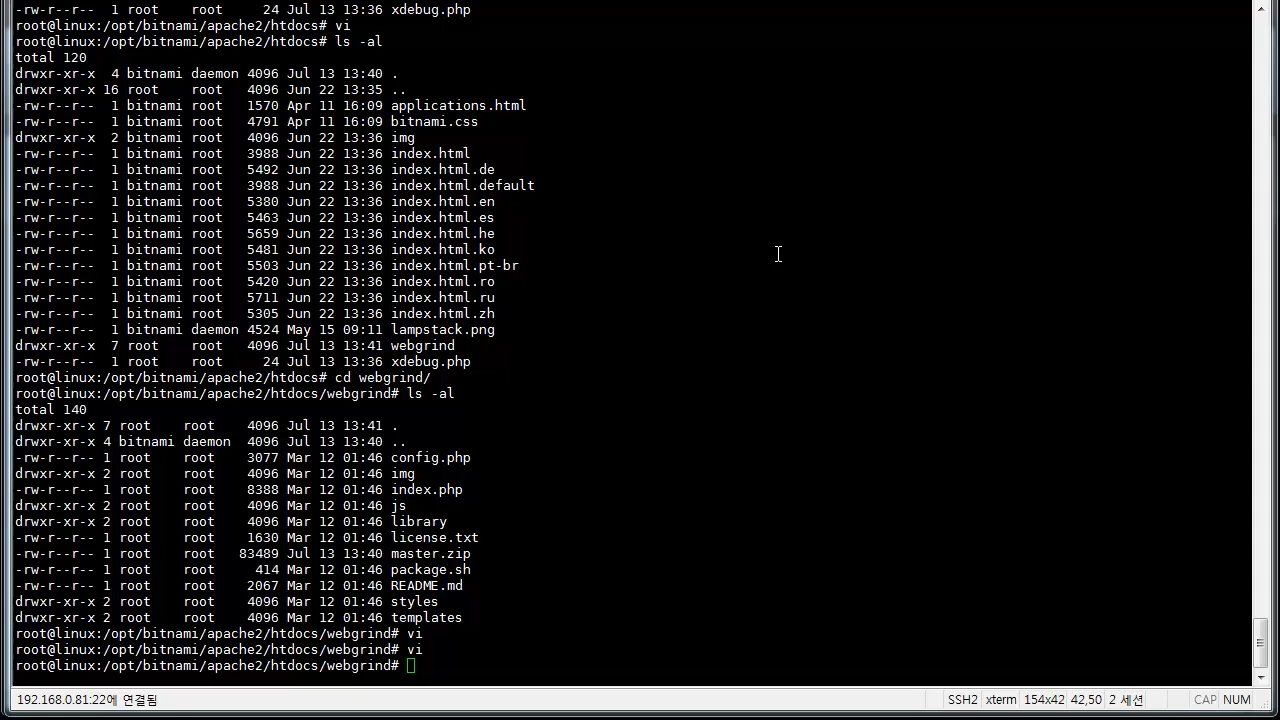 -rw-r--r--  1 root    root      24 Jul 13 13:36 xdebug.php
root@linux:/opt/bitnami/apache2/htdocs# vi
root@linux:/opt/bitnami/apache2/htdocs# ls -al
total 120
drwxr-xr-x  4 bitnami daemon 4096 Jul 13 13:40 .
drwxr-xr-x 16 root    root   4096 Jun 22 13:35 ..
-rw-r--r--  1 bitnami root   1570 Apr 11 16:09 applications.html
-rw-r--r--  1 bitnami root   4791 Apr 11 16:09 bitnami.css
drwxr-xr-x  2 bitnami root   4096 Jun 22 13:36 img
-rw-r--r--  1 bitnami root   3988 Jun 22 13:36 index.html
-rw-r--r--  1 bitnami root   5492 Jun 22 13:36 index.html.de
-rw-r--r--  1 bitnami root   3988 Jun 22 13:36 index.html.default
-rw-r--r--  1 bitnami root   5380 Jun 22 13:36 index.html.en
-rw-r--r--  1 bitnami root   5463 Jun 22 13:36 index.html.es
-rw-r--r--  1 bitnami root   5659 Jun 22 13:36 index.html.he
-rw-r--r--  1 bitnami root   5481 Jun 22 13:36 index.html.ko
-rw-r--r--  1 bitnami root   5503 Jun 22 13:36 index.html.pt-br
-rw-r--r--  1 bitnami root   5420 Jun 22 13:36 index.html.ro
-rw-r--r--  1 bitnami root   5711 Jun 22 13:36 index.html.ru
-rw-r--r--  1 bitnami root   5305 Jun 22 13:36 index.html.zh
-rw-r--r--  1 bitnami daemon 4524 May 15 09:11 lampstack.png
drwxr-xr-x  7 root    root   4096 Jul 13 13:41 webgrind
-rw-r--r--  1 root    root     24 Jul 13 13:36 xdebug.php
root@linux:/opt/bitnami/apache2/htdocs# cd webgrind/
root@linux:/opt/bitnami/apache2/htdocs/webgrind# ls -al
total 140
drwxr-xr-x 7 root    root    4096 Jul 13 13:41 .
drwxr-xr-x 4 bitnami daemon  4096 Jul 13 13:40 ..
-rw-r--r-- 1 root    root    3077 Mar 12 01:46 config.php
drwxr-xr-x 2 root    root    4096 Mar 12 01:46 img
-rw-r--r-- 1 root    root    8388 Mar 12 01:46 index.php
drwxr-xr-x 2 root    root    4096 Mar 12 01:46 js
drwxr-xr-x 2 root    root    4096 Mar 12 01:46 library
-rw-r--r-- 1 root    root    1630 Mar 12 01:46 license.txt
-rw-r--r-- 1 root    root   83489 Jul 13 13:40 master.zip
-rw-r--r-- 1 root    root     414 Mar 12 01:46 package.sh
-rw-r--r-- 1 root    root    2067 Mar 12 01:46 README.md
drwxr-xr-x 2 root    root    4096 Mar 12 01:46 styles
drwxr-xr-x 2 root    root    4096 Mar 12 01:46 templates
root@linux:/opt/bitnami/apache2/htdocs/webgrind# vi
root@linux:/opt/bitnami/apache2/htdocs/webgrind# vi
root@linux:/opt/bitnami/apache2/htdocs/webgrind#
192.168.0.81:22에 연결됨 SSH2 xterm 154x42 42,50 2 세션 CAP NUM